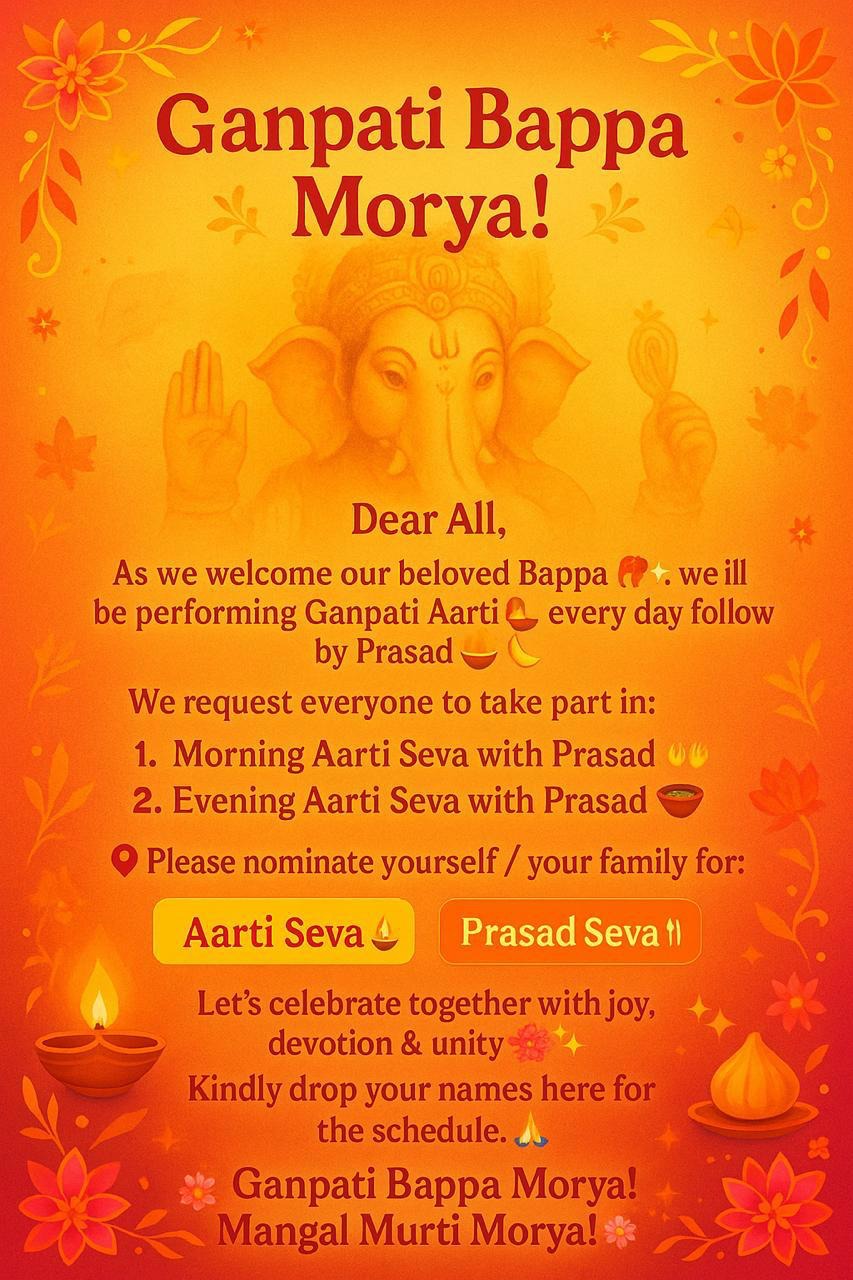 Ganpati Bappa
Morya!
Dear All,
As we welcome our beloved Bappa 🐘✨. we ill
be performing Ganpati Aarti 🪔 every day follow
by Prasad 🪔 🍌
We request everyone to take part in:
1. Morning Aarti Seva with Prasad 🙌
2. Evening Aarti Seva with Prasad 🥣
📍 Please nominate yourself / your family for:
Aarti Seva 🪔
Prasad Seva 🍴
Let's celebrate together with joy,
devotion & unity 🌺✨
Kindly drop your names here for
the schedule. 🙏
Ganpati Bappa Morya!
Mangal Murti Morya! 🌸